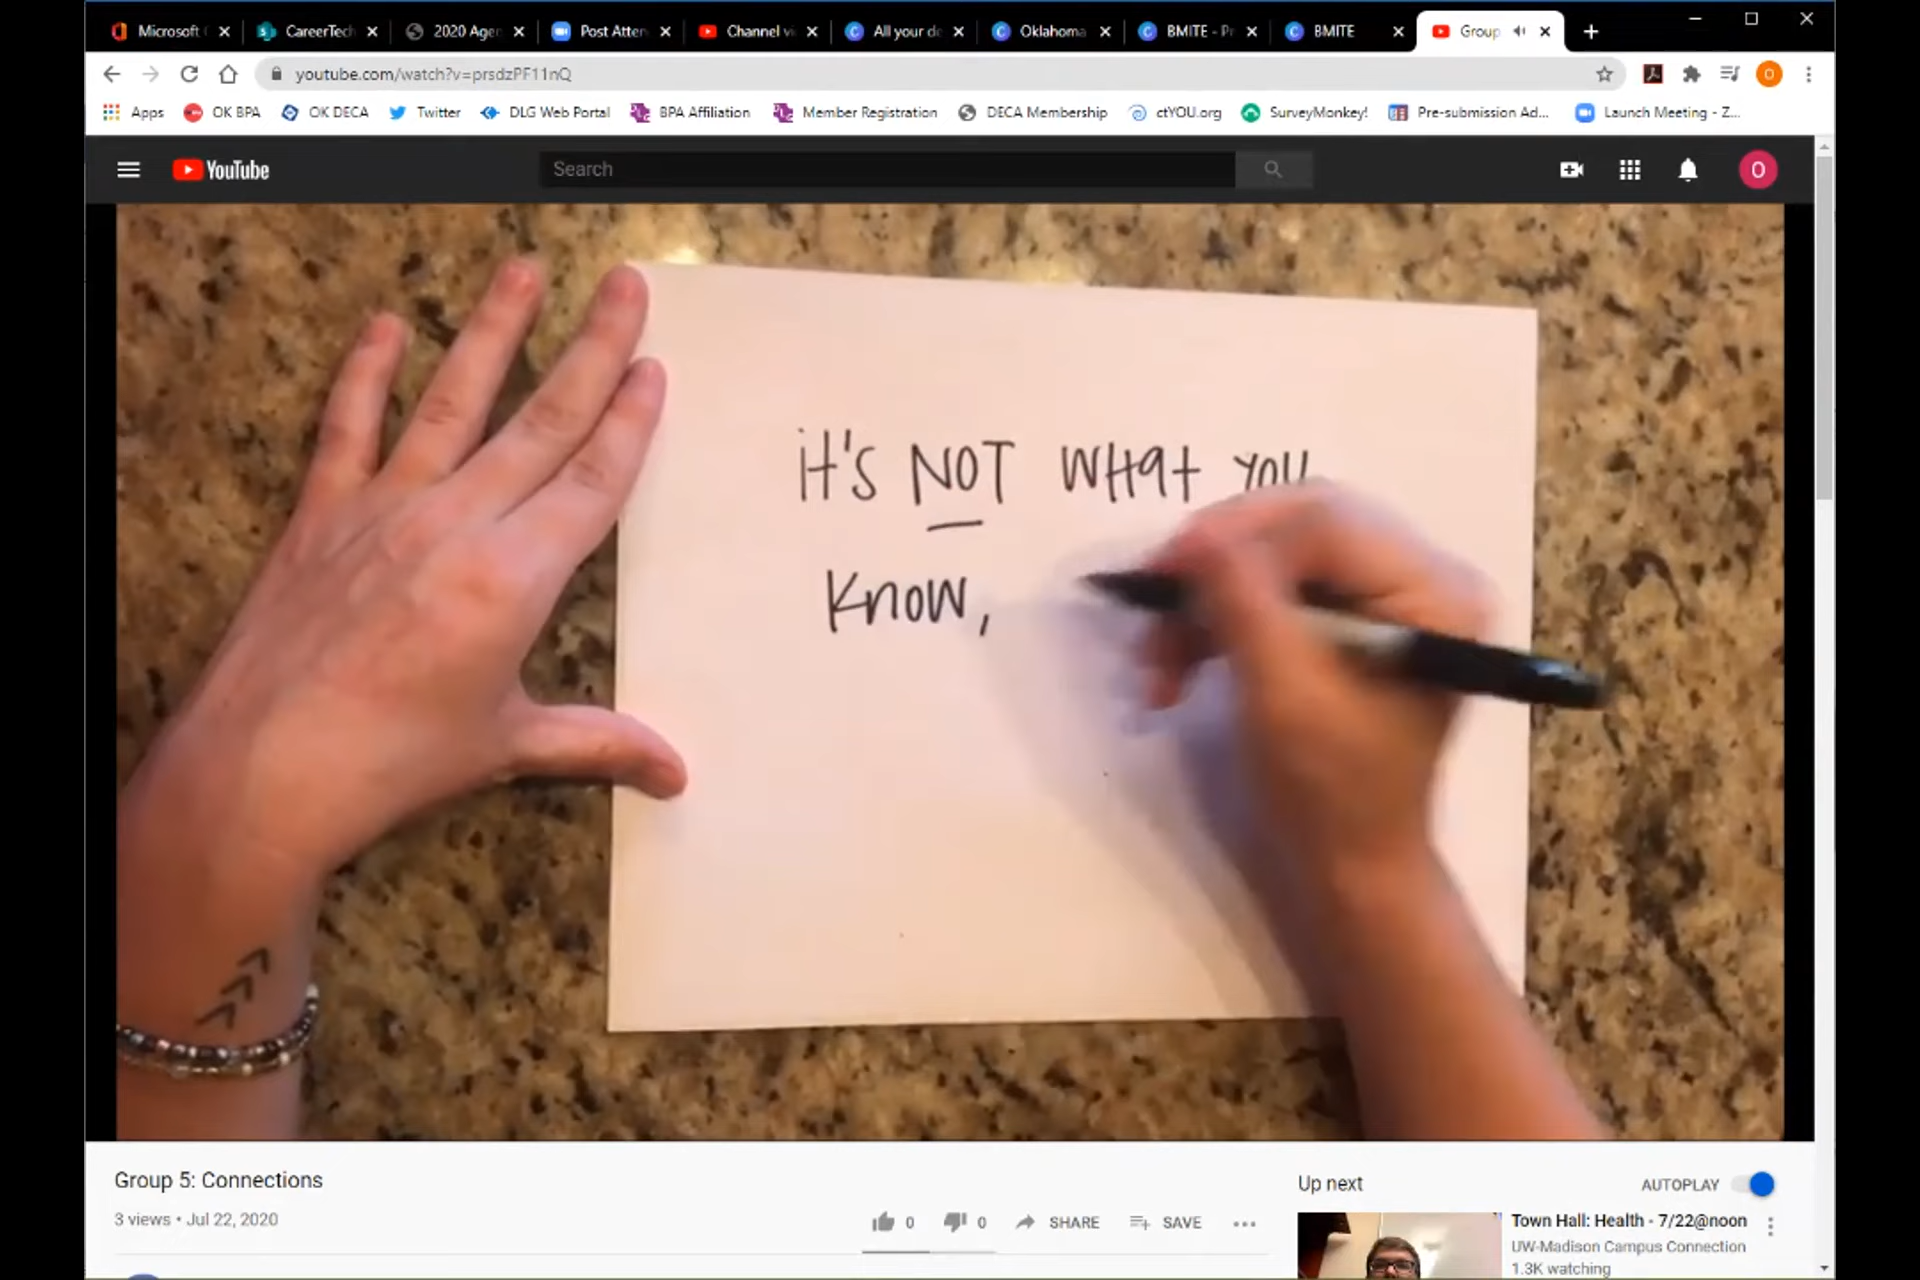 Microsoft
CareerTech
2020 Agen
Post Atten
Channel vi
All your de
Oklahoma
BMITE - Pr
BMITE
Group
youtube.com/watch?v=prsdzPF11nQ
O
Apps
OK BPA
OK DECA
Twitter
DLG Web Portal
BPA Affiliation
Member Registration
DECA Membership
ctYOU.org
SurveyMonkey!
Pre-submission Ad...
Launch Meeting - Z...
YouTube
Search
O
it's NOT WHat you
Know,
Group 5: Connections
3 views • Jul 22, 2020
0
0
SHARE
SAVE
Up next
AUTOPLAY
Town Hall: Health - 7/22@noon
UW-Madison Campus Connection
1.3K watching